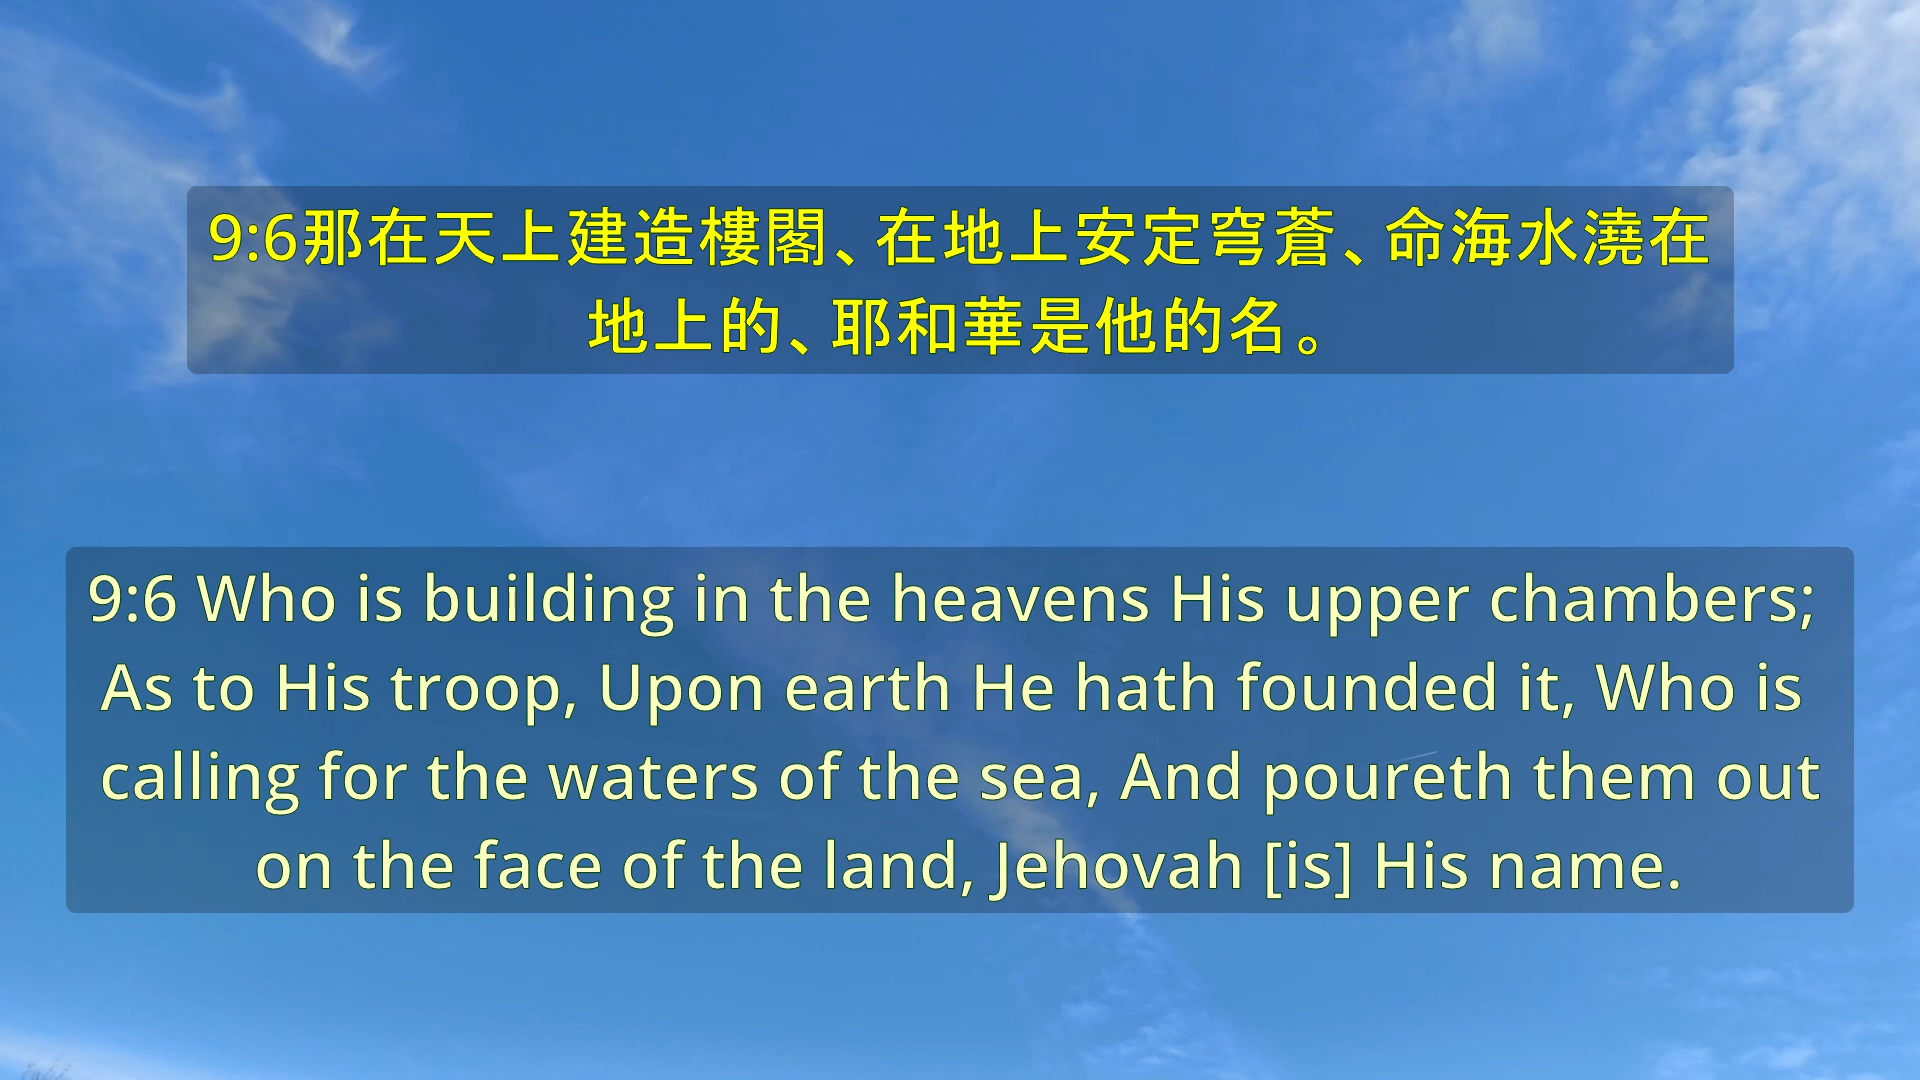 9:6那在天上建造樓閣、在地上安定穹蒼、命海水澆在
地上的、耶和華是他的名。
9:6 Who is building in the heavens His upper chambers;
As to His troop, Upon earth He hath founded it, Who is
calling for the waters of the sea, And poureth them out
on the face of the land, Jehovah [is] His name.